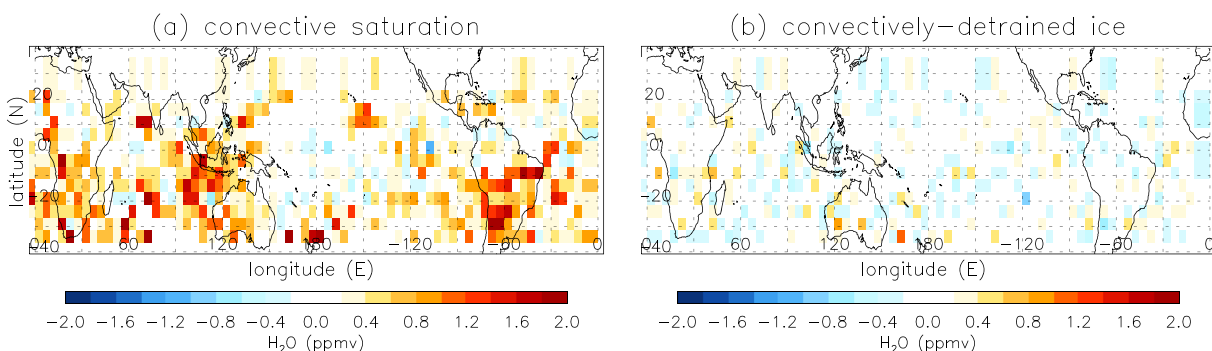 (a) convective saturation
(b) convectively-detrained ice
latitude (N)
20
0
-20
-40
0 60 120 180 -120 -60 0
longitude (E)
20
0
-20
-40
0 60 120 180 -120 -60 0
longitude (E)
-2.0 -1.6 -1.2 -0.8 -0.4 0.0 0.4 0.8 1.2 1.6 2.0
H₂O (ppmv)
-2.0 -1.6 -1.2 -0.8 -0.4 0.0 0.4 0.8 1.2 1.6 2.0
H₂O (ppmv)